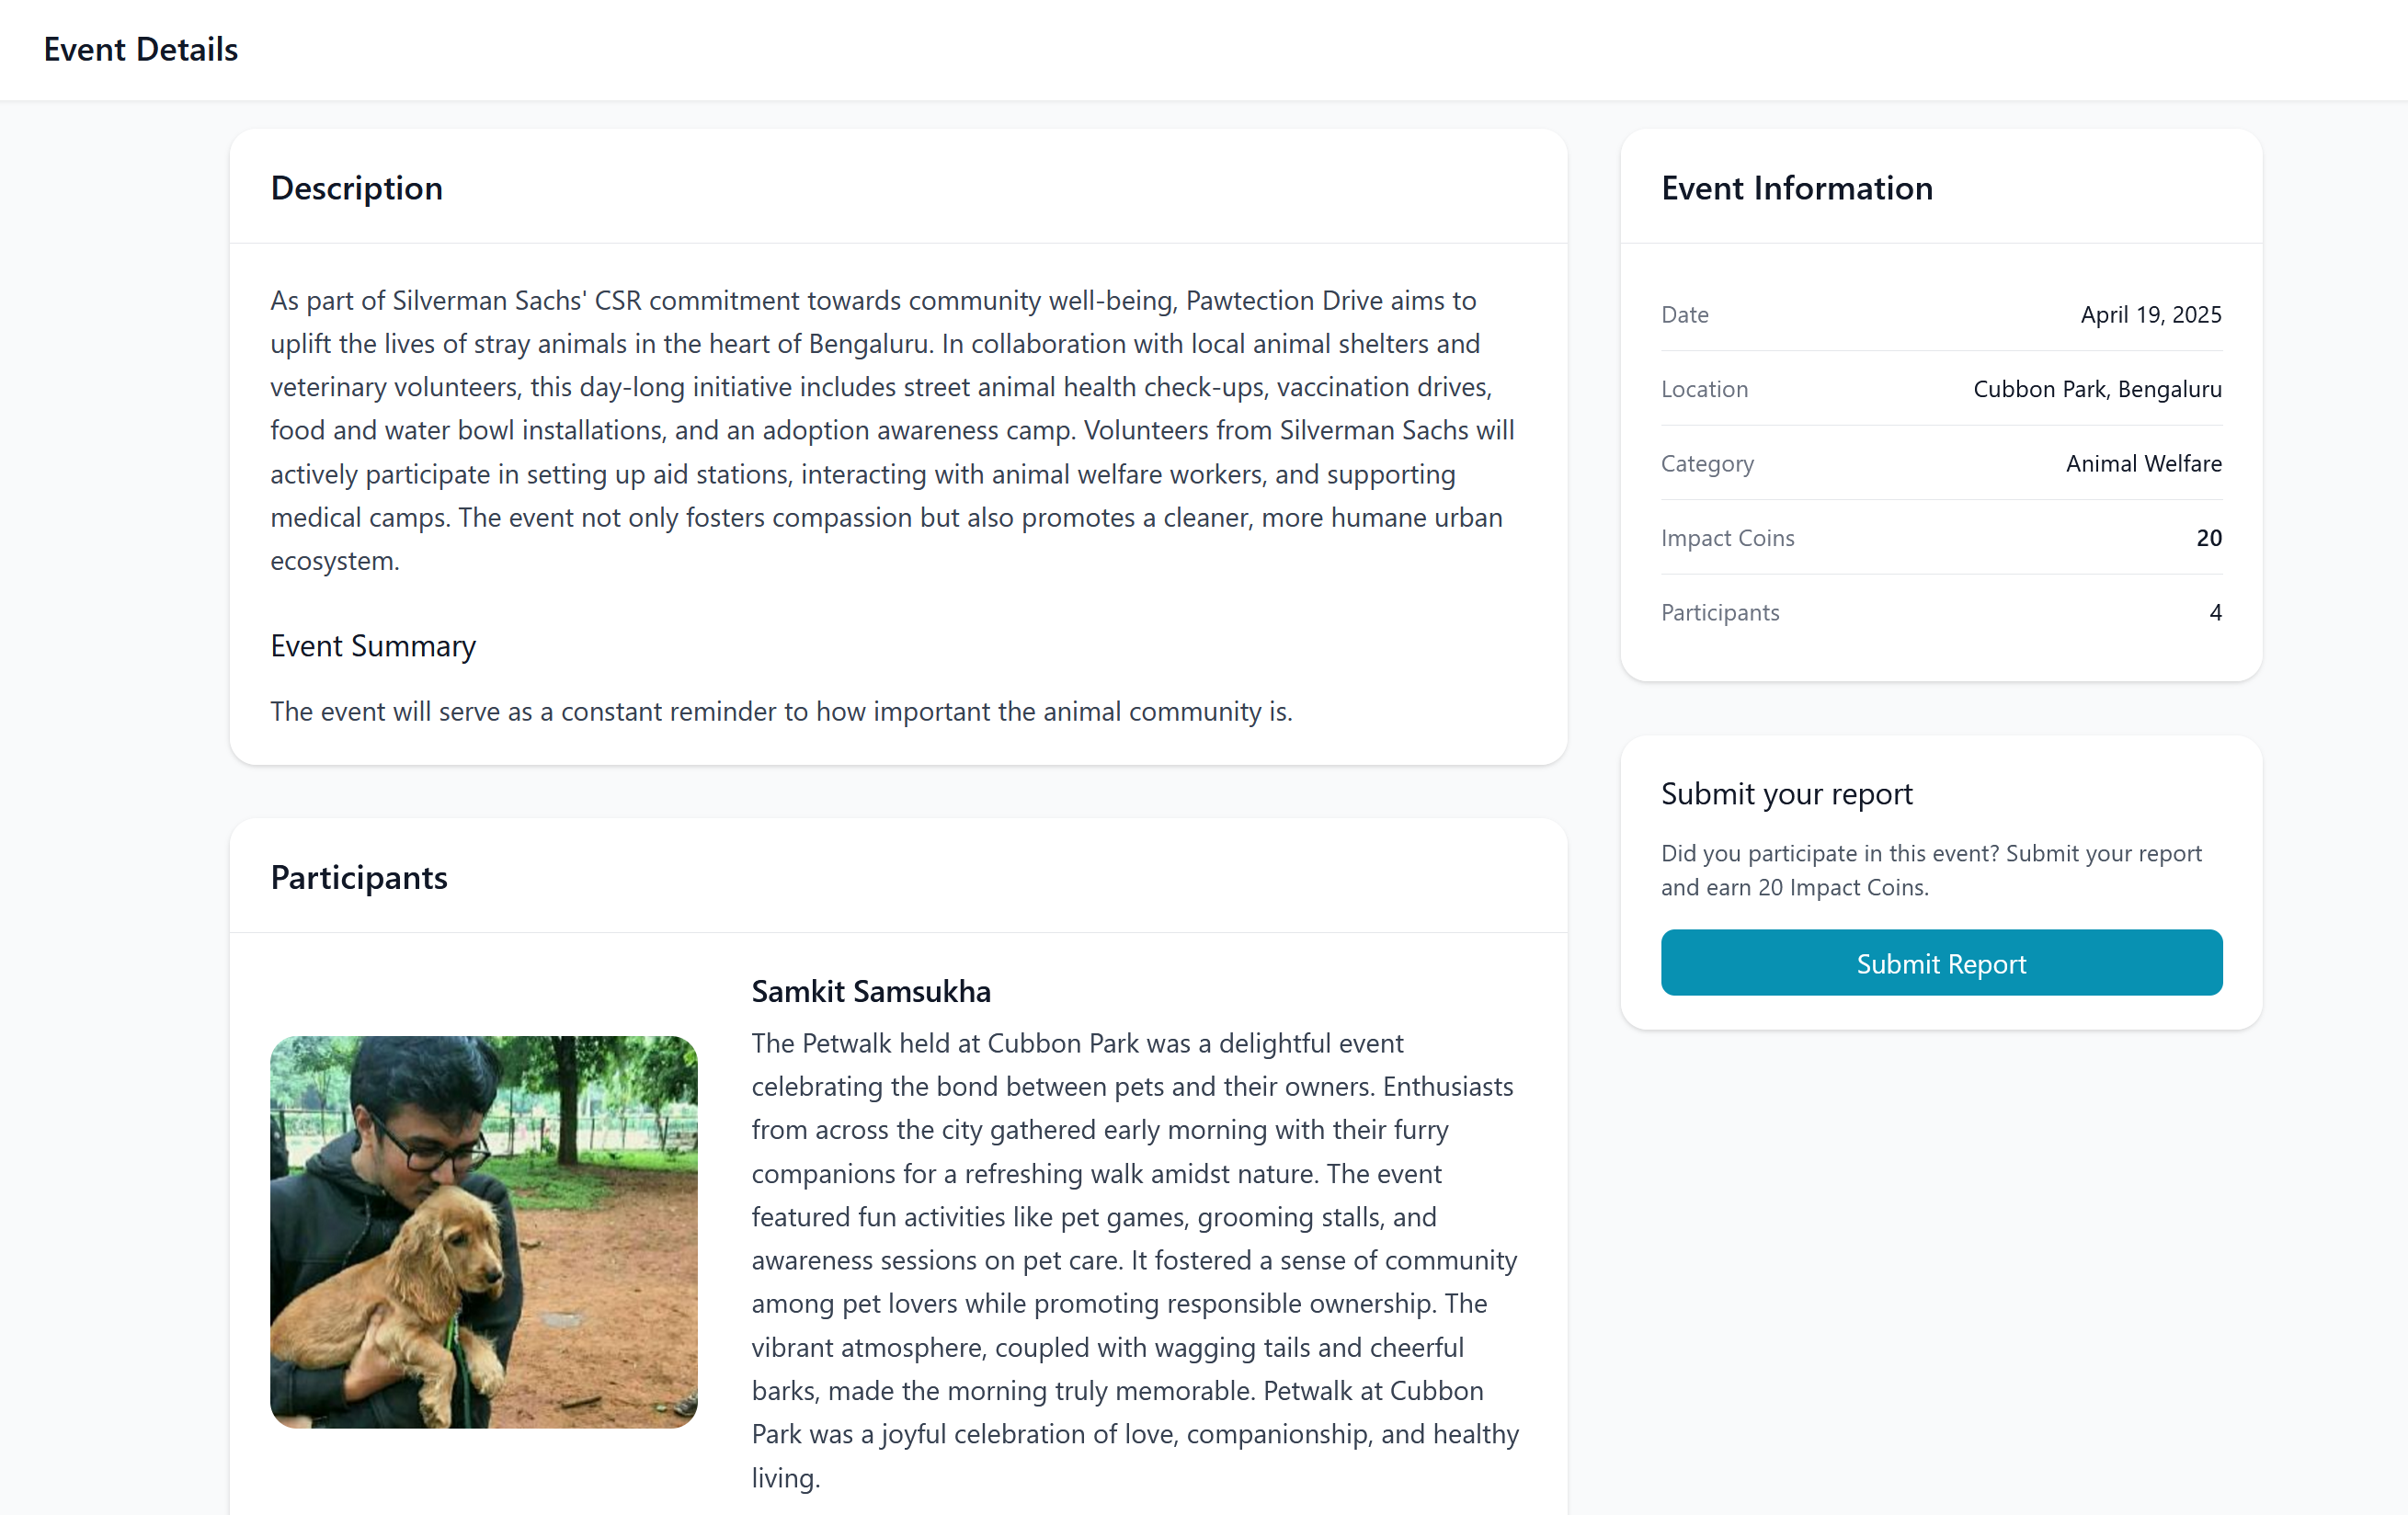 Event Details
Description
As part of Silverman Sachs' CSR commitment towards community well-being, Pawtection Drive aims to
uplift the lives of stray animals in the heart of Bengaluru. In collaboration with local animal shelters and
veterinary volunteers, this day-long initiative includes street animal health check-ups, vaccination drives,
food and water bowl installations, and an adoption awareness camp. Volunteers from Silverman Sachs will
actively participate in setting up aid stations, interacting with animal welfare workers, and supporting
medical camps. The event not only fosters compassion but also promotes a cleaner, more humane urban
ecosystem.
Event Summary
The event will serve as a constant reminder to how important the animal community is.
Participants
Samkit Samsukha
The Petwalk held at Cubbon Park was a delightful event
celebrating the bond between pets and their owners. Enthusiasts
from across the city gathered early morning with their furry
companions for a refreshing walk amidst nature. The event
featured fun activities like pet games, grooming stalls, and
awareness sessions on pet care. It fostered a sense of community
among pet lovers while promoting responsible ownership. The
vibrant atmosphere, coupled with wagging tails and cheerful
barks, made the morning truly memorable. Petwalk at Cubbon
Park was a joyful celebration of love, companionship, and healthy
living.
Event Information
Date April 19, 2025
Location Cubbon Park, Bengaluru
Category Animal Welfare
Impact Coins 20
Participants 4
Submit your report
Did you participate in this event? Submit your report
and earn 20 Impact Coins.
Submit Report